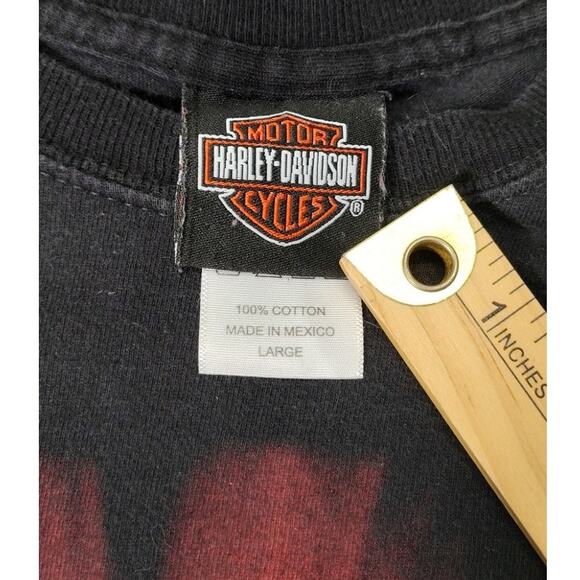 MOTOR
HARLEY-DAVIDSON
CYCLES
®
100% COTTON
MADE IN MEXICO
LARGE
1
INCHES